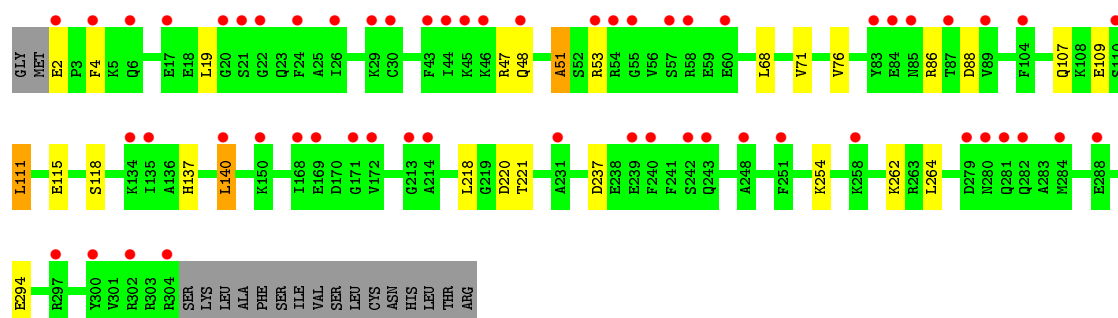 GLY MET E2 P3 F4 K5 Q6 E17 E18 L19 G20 S21 G22 Q23 F24 A25 I26 K29 C30 F43 I44 K45 K46 R47 Q48 A51 S52 R53 R54 G55 V56 S57 R58 E59 E60 L68 V71 V76 Y83 E84 N85 R86 T87 D88 V89 F104 Q107 K108 E109 S110
L111 E115 S118 K134 I135 A136 H137 L140 K150 I168 E169 D170 G171 V172 G213 A214 L218 G219 D220 T221 A231 D237 E238 E239 F240 F241 S242 Q243 A248 F251 K254 K258 K262 R263 L264 D279 N280 Q281 Q282 A283 M284 E288
E294 R297 Y300 V301 R302 R303 R304 SER LYS LEU ALA PHE SER ILE VAL SER LEU CYS ASN HIS LEU THR ARG